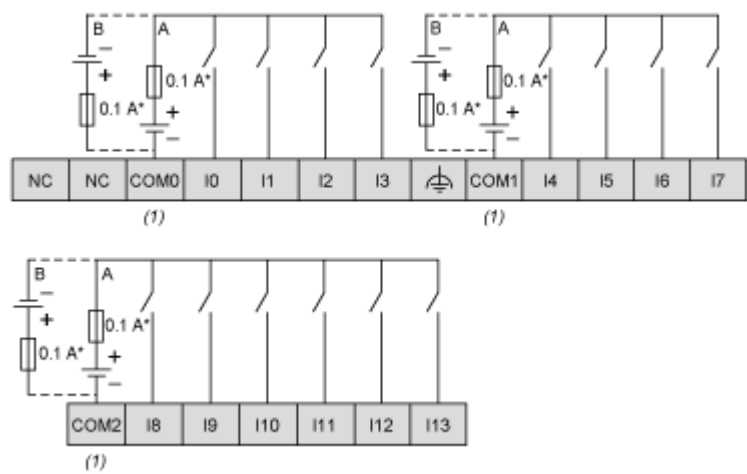 B A B A
− −
+ 0.1 A* + 0.1 A*
0.1 A* + 0.1 A* +
− −
NC NC COM0 I0 I1 I2 I3 COM1 I4 I5 I6 I7
(1) (1)
B A
−
+ 0.1 A*
0.1 A* +
−
COM2 I8 I9 I10 I11 I12 I13
(1)